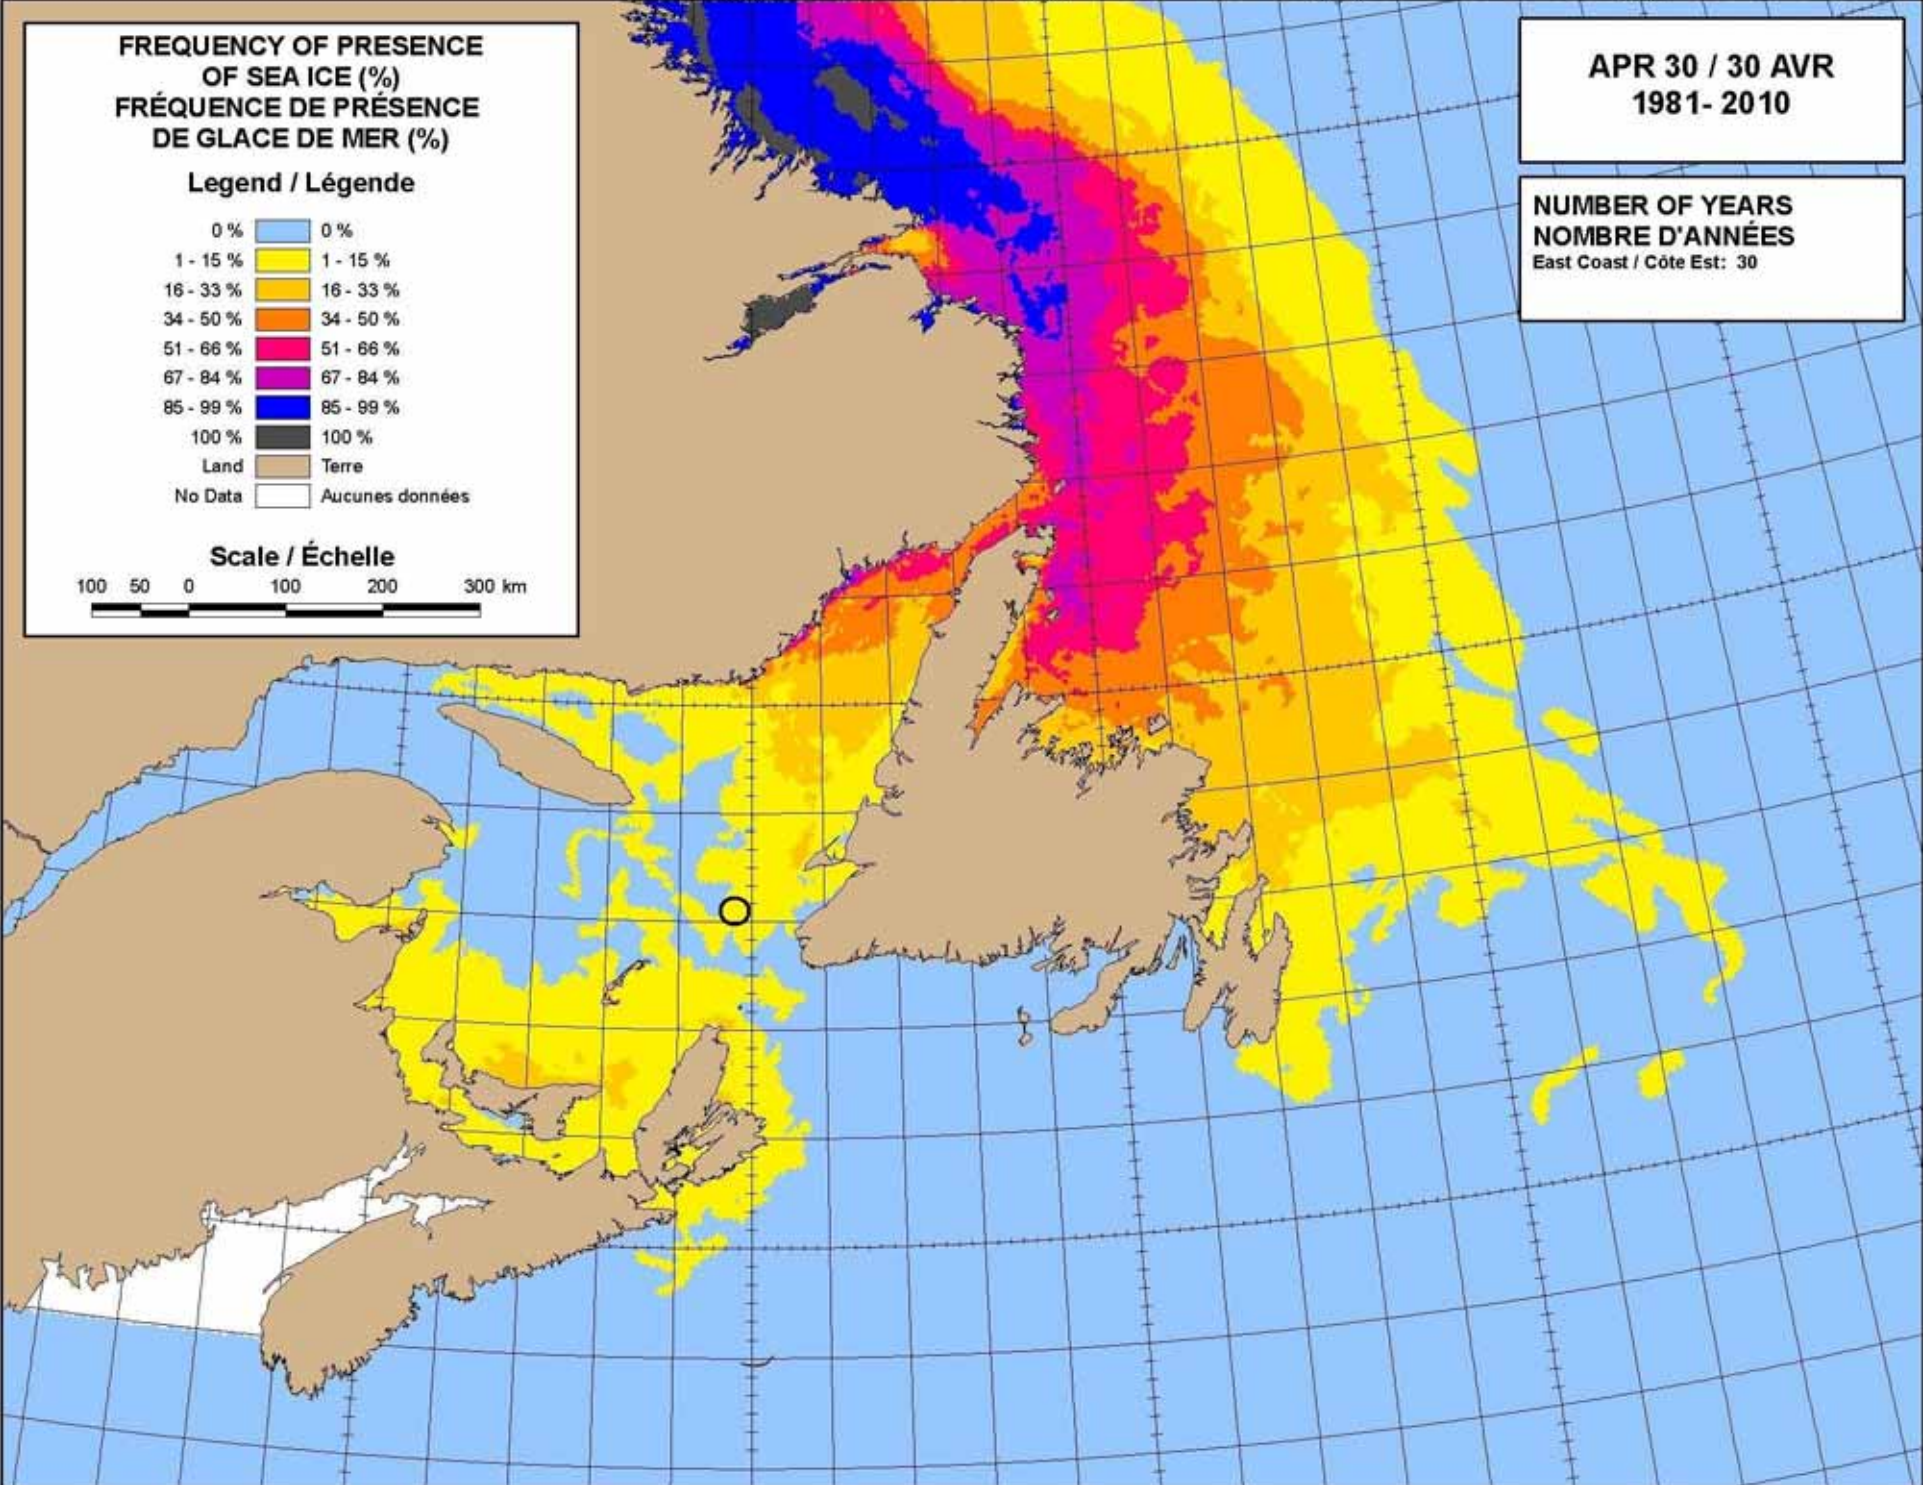 FREQUENCY OF PRESENCE
OF SEA ICE (%)
FRÉQUENCE DE PRÉSENCE
DE GLACE DE MER (%)
Legend / Légende
0 % 0 %
1 - 15 % 1 - 15 %
16 - 33 % 16 - 33 %
34 - 50 % 34 - 50 %
51 - 66 % 51 - 66 %
67 - 84 % 67 - 84 %
85 - 99 % 85 - 99 %
100 % 100 %
Land Terre
No Data Aucunes données
Scale / Échelle
100 50 0 100 200 300 km
APR 30 / 30 AVR
1981- 2010
NUMBER OF YEARS
NOMBRE D'ANNÉES
East Coast / Côte Est: 30